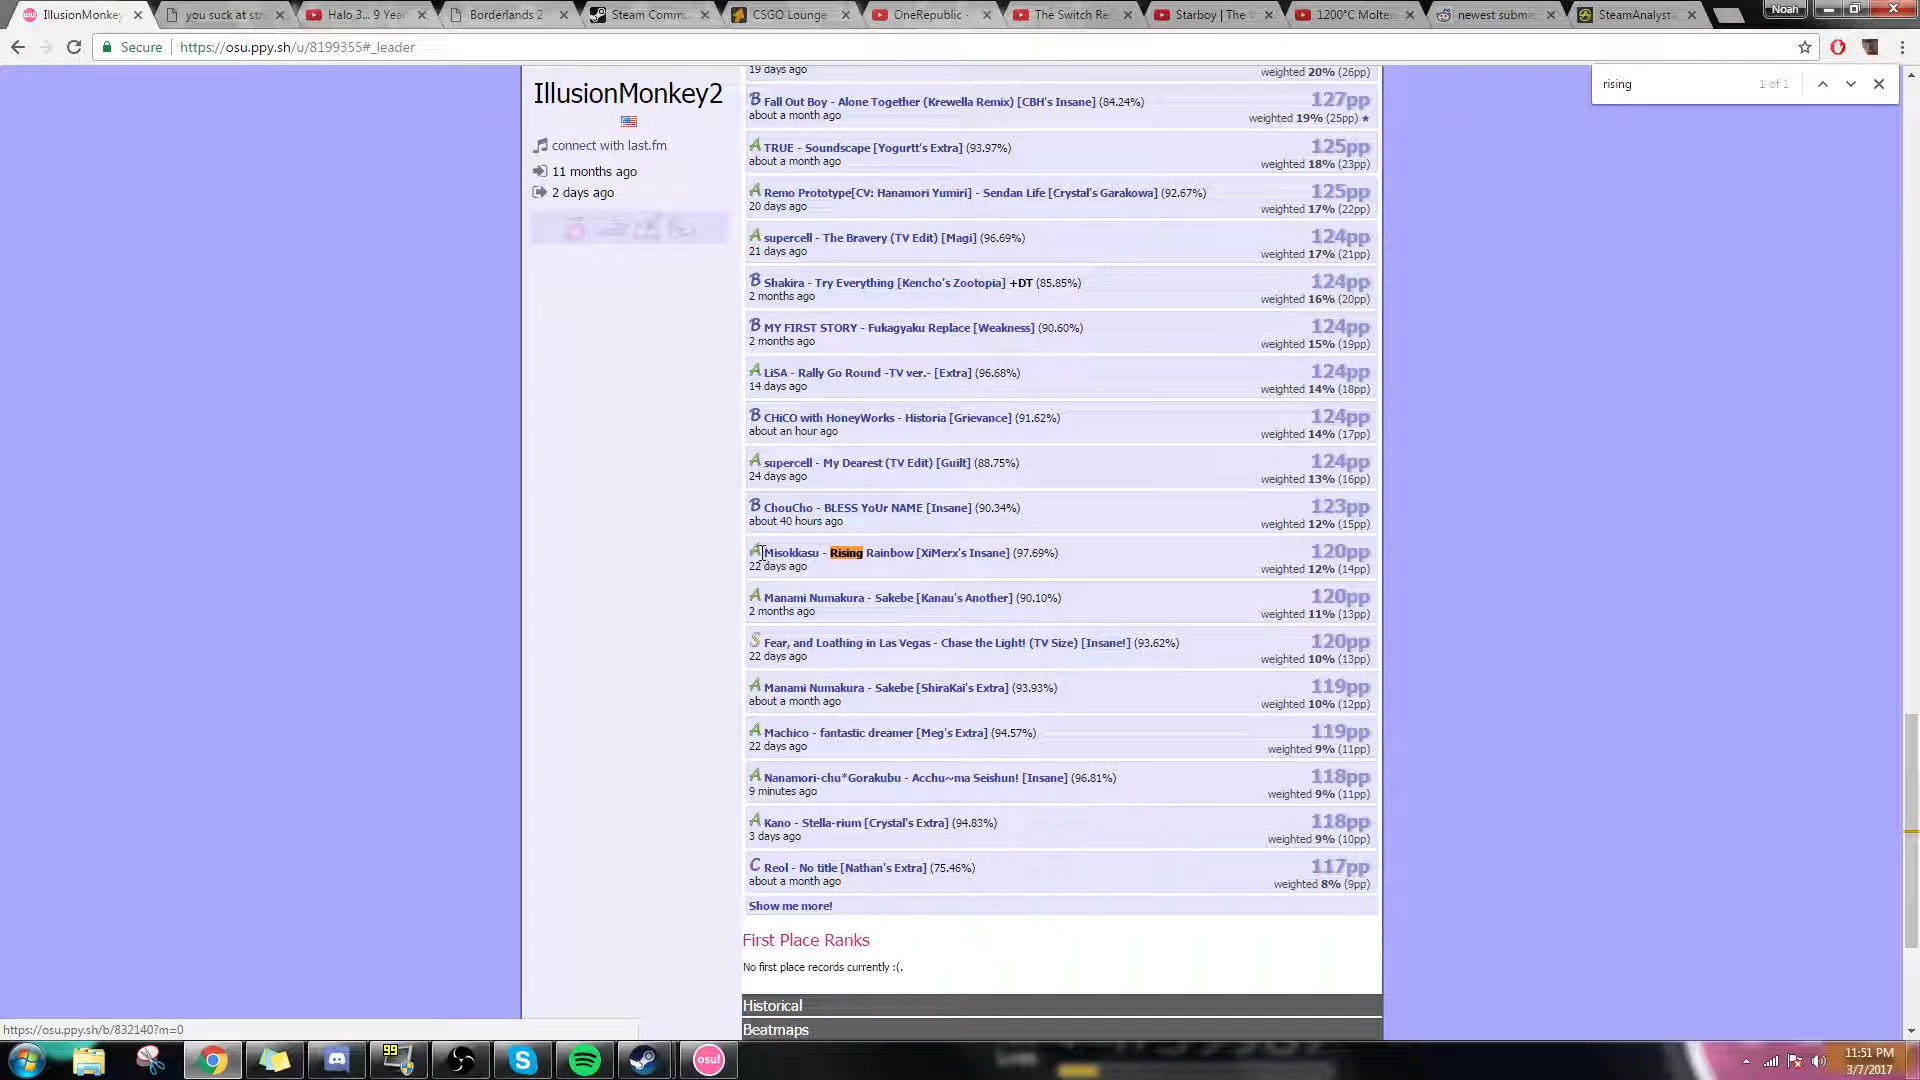 IllusionMonkey
you suck at str
Halo 3... 9 Yea
Borderlands 2
Steam Commu
CSGO Lounge
OneRepublic -
The Switch Re
Starboy | The
1200°C Molten
newest submis
SteamAnalyst
Noah
Secure
https://osu.ppy.sh/u/8199355#_leader
rising
1 of 1
IllusionMonkey2
connect with last.fm
11 months ago
2 days ago
19 days ago
weighted 20% (26pp)
B Fall Out Boy - Alone Together (Krewella Remix) [CBH's Insane] (84.24%)
127pp
about a month ago
weighted 19% (25pp)
A TRUE - Soundscape [Yogurtt's Extra] (93.97%)
125pp
about a month ago
weighted 18% (23pp)
A Remo Prototype[CV: Hanamori Yumiri] - Sendan Life [Crystal's Garakowa] (92.67%)
125pp
20 days ago
weighted 17% (22pp)
A supercell - The Bravery (TV Edit) [Magi] (96.69%)
124pp
21 days ago
weighted 17% (21pp)
B Shakira - Try Everything [Kencho's Zootopia] +DT (85.85%)
124pp
2 months ago
weighted 16% (20pp)
B MY FIRST STORY - Fukagyaku Replace [Weakness] (90.60%)
124pp
2 months ago
weighted 15% (19pp)
A LiSA - Rally Go Round -TV ver.- [Extra] (96.68%)
124pp
14 days ago
weighted 14% (18pp)
B CHiCO with HoneyWorks - Historia [Grievance] (91.62%)
124pp
about an hour ago
weighted 14% (17pp)
A supercell - My Dearest (TV Edit) [Guilt] (88.75%)
124pp
24 days ago
weighted 13% (16pp)
B ChouCho - BLESS YoUr NAME [Insane] (90.34%)
123pp
about 40 hours ago
weighted 12% (15pp)
A Misokkasu - Rising Rainbow [XiMerx's Insane] (97.69%)
120pp
22 days ago
weighted 12% (14pp)
A Manami Numakura - Sakebe [Kanau's Another] (90.10%)
120pp
2 months ago
weighted 11% (13pp)
S Fear, and Loathing in Las Vegas - Chase the Light! (TV Size) [Insane!] (93.62%)
120pp
22 days ago
weighted 10% (13pp)
A Manami Numakura - Sakebe [ShiraKai's Extra] (93.93%)
119pp
about a month ago
weighted 10% (12pp)
A Machico - fantastic dreamer [Meg's Extra] (94.57%)
119pp
22 days ago
weighted 9% (11pp)
A Nanamori-chu*Gorakubu - Acchu~ma Seishun! [Insane] (96.81%)
118pp
9 minutes ago
weighted 9% (11pp)
A Kano - Stella-rium [Crystal's Extra] (94.83%)
118pp
3 days ago
weighted 9% (10pp)
C Reol - No title [Nathan's Extra] (75.46%)
117pp
about a month ago
weighted 8% (9pp)
Show me more!
First Place Ranks
No first place records currently :(.
Historical
Beatmaps
https://osu.ppy.sh/b/832140?m=0
99
osu!
11:51 PM
3/7/2017